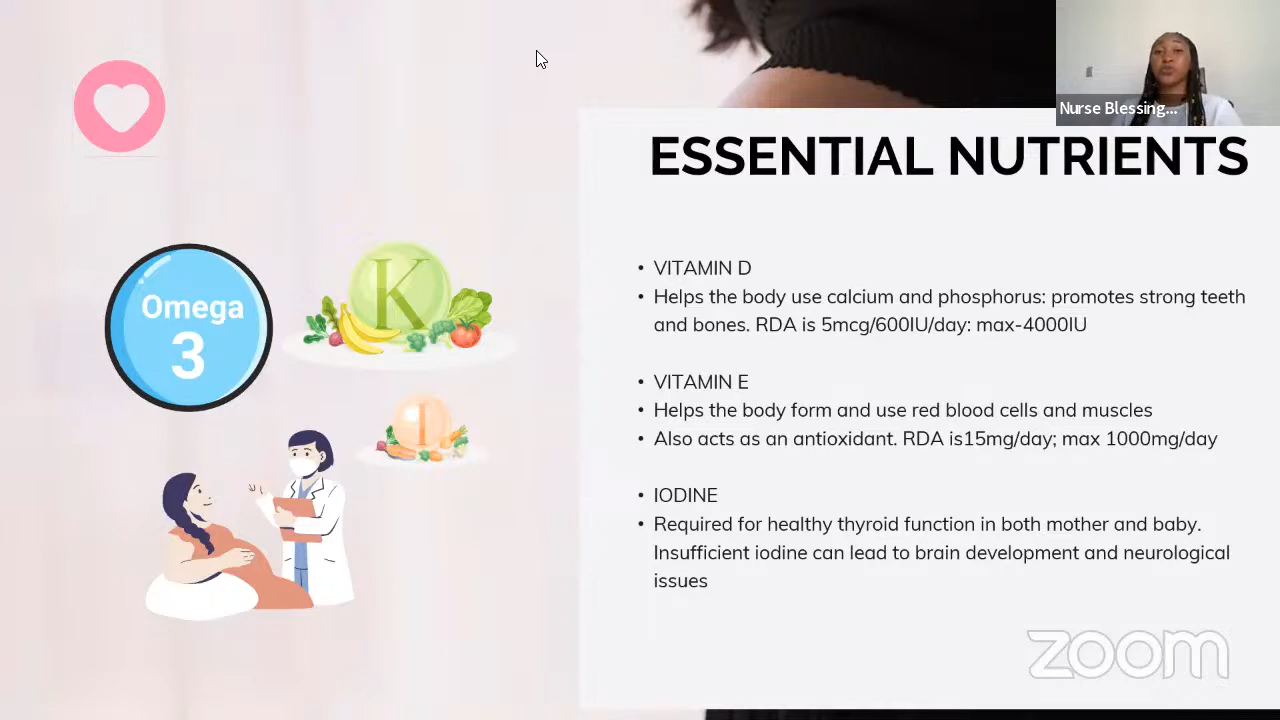 Nurse Blessing...
ESSENTIAL NUTRIENTS
Omega
3
K
I
• VITAMIN D
• Helps the body use calcium and phosphorus: promotes strong teeth
and bones. RDA is 5mcg/600IU/day: max-4000IU
• VITAMIN E
• Helps the body form and use red blood cells and muscles
• Also acts as an antioxidant. RDA is15mg/day; max 1000mg/day
• IODINE
• Required for healthy thyroid function in both mother and baby.
Insufficient iodine can lead to brain development and neurological
issues
zoom